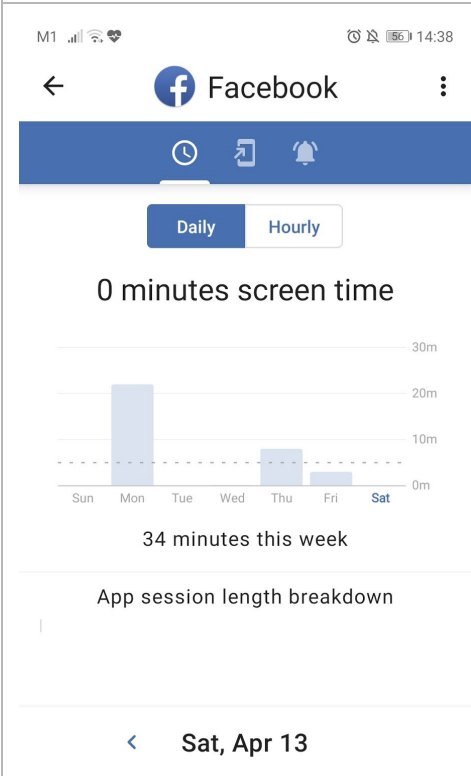 M1 56 14:38
Facebook
Daily Hourly
0 minutes screen time
30m
20m
10m
0m
Sun Mon Tue Wed Thu Fri Sat
34 minutes this week
App session length breakdown
Sat, Apr 13